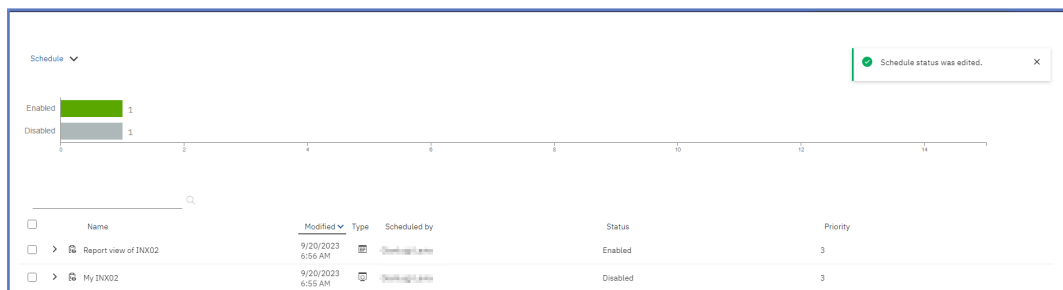 Schedule
Schedule status was edited.
Enabled 1
Disabled 1
0 2 4 6 8 10 12 14
Name Modified Type Scheduled by Status Priority
Report view of INX02 9/20/2023 6:56 AM Enabled 3
My INX02 9/20/2023 6:55 AM Disabled 3